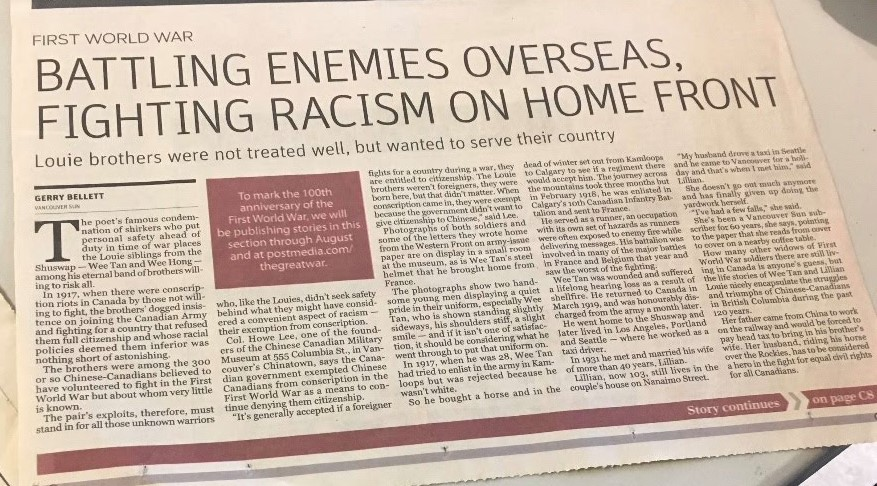 FIRST WORLD WAR
BATTLING ENEMIES OVERSEAS,
FIGHTING RACISM ON HOME FRONT
Louie brothers were not treated well, but wanted to serve their country
GERRY BELLETT
VANCOUVER SUN
The poet's famous condem-
nation of shirkers who put
personal safety ahead of
duty in time of war places
the Louie siblings from the
Shuswap — Wee Tan and Wee Hong —
among his eternal band of brothers will-
ing to risk all.
In 1917, when there were conscrip-
tion riots in Canada by those not will-
ing to fight, the brothers' dogged insis-
tence on joining the Canadian Army
and fighting for a country that refused
them full citizenship and whose racial
policies deemed them inferior was
nothing short of astonishing.
The brothers were among the 300
or so Chinese-Canadians believed to
have volunteered to fight in the First
World War but about whom very little
is known.
The pair's exploits, therefore, must
stand in for all those unknown warriors
To mark the 100th
anniversary of the
First World War, we will
be publishing stories in this
section through August
and at postmedia.com/
thegreatwar.
who, like the Louies, didn't seek safety
behind what they might have consid-
ered a convenient aspect of racism —
their exemption from conscription.
Col. Howe Lee, one of the found-
ers of the Chinese Canadian Military
Museum at 555 Columbia St., in Van-
couver's Chinatown, says the Cana-
dian government exempted Chinese
Canadians from conscription in the
First World War as a means to con-
tinue denying them citizenship.
"It's generally accepted if a foreigner
fights for a country during a war, they
are entitled to citizenship. The Louie
brothers weren't foreigners, they were
born here, but that didn't matter. When
conscription came in, they were exempt
because the government didn't want to
give citizenship to Chinese," said Lee.
Photographs of both soldiers and
some of the letters they wrote home
from the Western Front on army-issue
paper are on display in a small room
at the museum, as is Wee Tan's steel
helmet that he brought home from
France.
The photographs show two hand-
some young men displaying a quiet
pride in their uniform, especially Wee
Tan, who is shown standing slightly
sideways, his shoulders stiff, a slight
smile — and if it isn't one of satisfac-
tion, it should be considering what he
went through to put that uniform on.
In 1917, when he was 28, Wee Tan
had tried to enlist in the army in Kam-
loops but was rejected because he
wasn't white.
So he bought a horse and in the
dead of winter set out from Kamloops
to Calgary to see if a regiment there
would accept him. The journey across
the mountains took three months but
in February 1918, he was enlisted in
Calgary's 10th Canadian Infantry Bat-
talion and sent to France.
He served as a runner, an occupation
with its own set of hazards as runners
were often exposed to enemy fire while
delivering messages. His battalion was
involved in many of the major battles
in France and Belgium that year and
saw the worst of the fighting.
Wee Tan was wounded and suffered
a lifelong hearing loss as a result of
shellfire. He returned to Canada in
March 1919, and was honourably dis-
charged from the army a month later.
He went home to the Shuswap and
later lived in Los Angeles, Portland
and Seattle — where he worked as a
taxi driver.
In 1931 he met and married his wife
of more than 40 years, Lillian.
Lillian, now 103, still lives in the
couple's house on Nanaimo Street.
"My husband drove a taxi in Seattle
and he came to Vancouver for a holi-
day and that's when I met him," said
Lillian.
She doesn't go out much anymore
and has finally given up doing the
yardwork herself.
"I've had a few falls," she said.
She's been a Vancouver Sun sub-
scriber for 60 years, she says, pointing
to the paper that she reads from cover
to cover on a nearby coffee table.
How many other widows of First
World War soldiers there are still liv-
ing in Canada is anyone's guess, but
the life stories of Wee Tan and Lillian
Louie nicely encapsulate the struggles
and triumphs of Chinese-Canadians
in British Columbia during the past
120 years.
Her father came from China to work
on the railway and would be forced to
pay head tax to bring in his brother's
wife. Her husband, riding his horse
over the Rockies, has to be considered
a hero in the fight for equal civil rights
for all Canadians.
Story continues on page C8